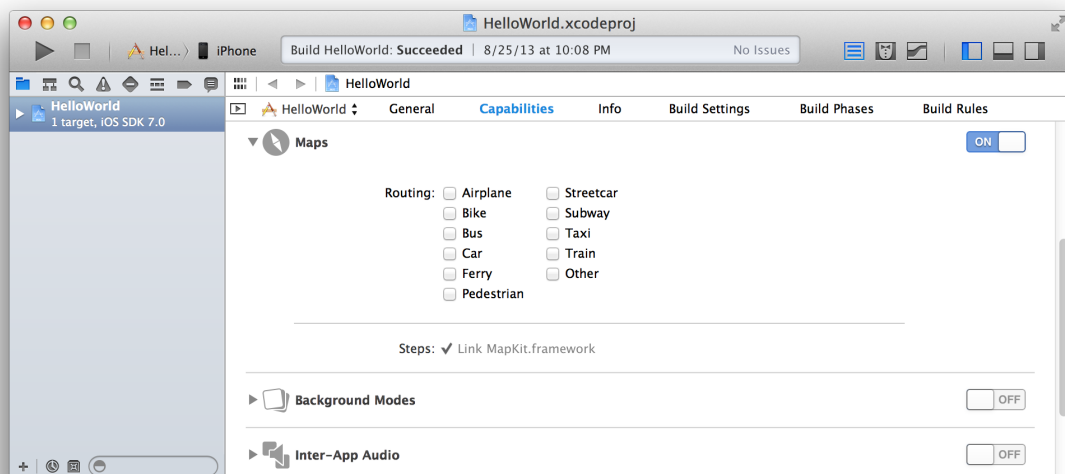 HelloWorld.xcodeproj
Hel... iPhone Build HelloWorld: Succeeded | 8/25/13 at 10:08 PM No Issues
HelloWorld
HelloWorld
1 target, iOS SDK 7.0
HelloWorld General Capabilities Info Build Settings Build Phases Build Rules
Maps ON
Routing: Airplane Streetcar
Bike Subway
Bus Taxi
Car Train
Ferry Other
Pedestrian
Steps: Link MapKit.framework
Background Modes OFF
Inter-App Audio OFF